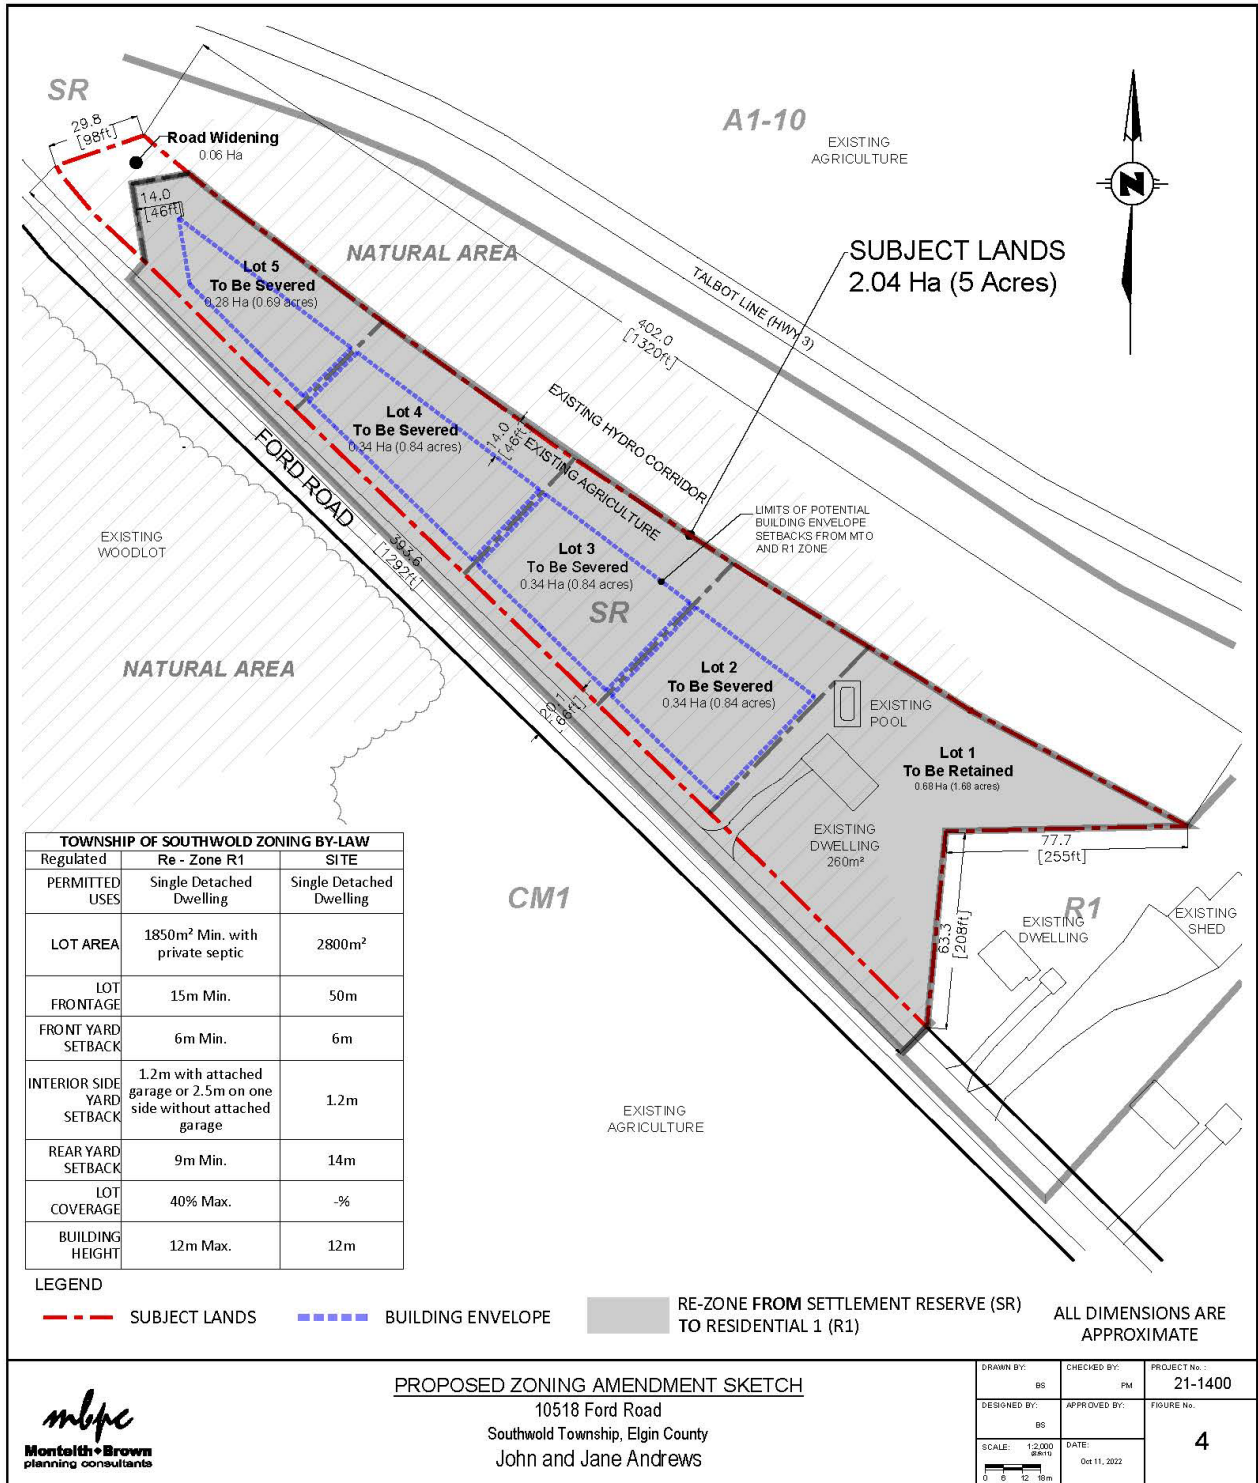 SR
29.8
[98ft]
Road Widening
0.06 Ha
14.0
[46ft]
A1-10
EXISTING
AGRICULTURE
N
NATURAL AREA
SUBJECT LANDS
2.04 Ha (5 Acres)
TALBOT LINE (HWY 3)
402.0
[1320ft]
Lot 5
To Be Severed
0.28 Ha (0.69 acres)
EXISTING HYDRO CORRIDOR
Lot 4
To Be Severed
0.34 Ha (0.84 acres)
14.0
[46ft]
EXISTING AGRICULTURE
FORD ROAD
LIMITS OF POTENTIAL
BUILDING ENVELOPE
SETBACKS FROM MTO
AND R1 ZONE
EXISTING
WOODLOT
393.6
[1292ft]
Lot 3
To Be Severed
0.34 Ha (0.84 acres)
SR
NATURAL AREA
Lot 2
To Be Severed
0.34 Ha (0.84 acres)
20.1
[66ft]
EXISTING
POOL
Lot 1
To Be Retained
0.68 Ha (1.68 acres)
EXISTING
DWELLING
260m²
77.7
[255ft]
63.3
[208ft]
R1
EXISTING
DWELLING
EXISTING
SHED
CM1
EXISTING
AGRICULTURE
TOWNSHIP OF SOUTHWOLD ZONING BY-LAW
Regulated Re - Zone R1 SITE
PERMITTED USES Single Detached Dwelling Single Detached Dwelling
LOT AREA 1850m² Min. with private septic 2800m²
LOT FRONTAGE 15m Min. 50m
FRONT YARD SETBACK 6m Min. 6m
INTERIOR SIDE YARD SETBACK 1.2m with attached garage or 2.5m on one side without attached garage 1.2m
REAR YARD SETBACK 9m Min. 14m
LOT COVERAGE 40% Max. -%
BUILDING HEIGHT 12m Max. 12m
LEGEND
SUBJECT LANDS
BUILDING ENVELOPE
RE-ZONE FROM SETTLEMENT RESERVE (SR)
TO RESIDENTIAL 1 (R1)
ALL DIMENSIONS ARE
APPROXIMATE
mbpc
Monteith+Brown
planning consultants
PROPOSED ZONING AMENDMENT SKETCH
10518 Ford Road
Southwold Township, Elgin County
John and Jane Andrews
DRAWN BY: BS
CHECKED BY: PM
PROJECT No. : 21-1400
DESIGNED BY: BS
APPROVED BY:
FIGURE No. 4
SCALE: 1:2,000
0 6 12 18m
DATE: Oct 11, 2022